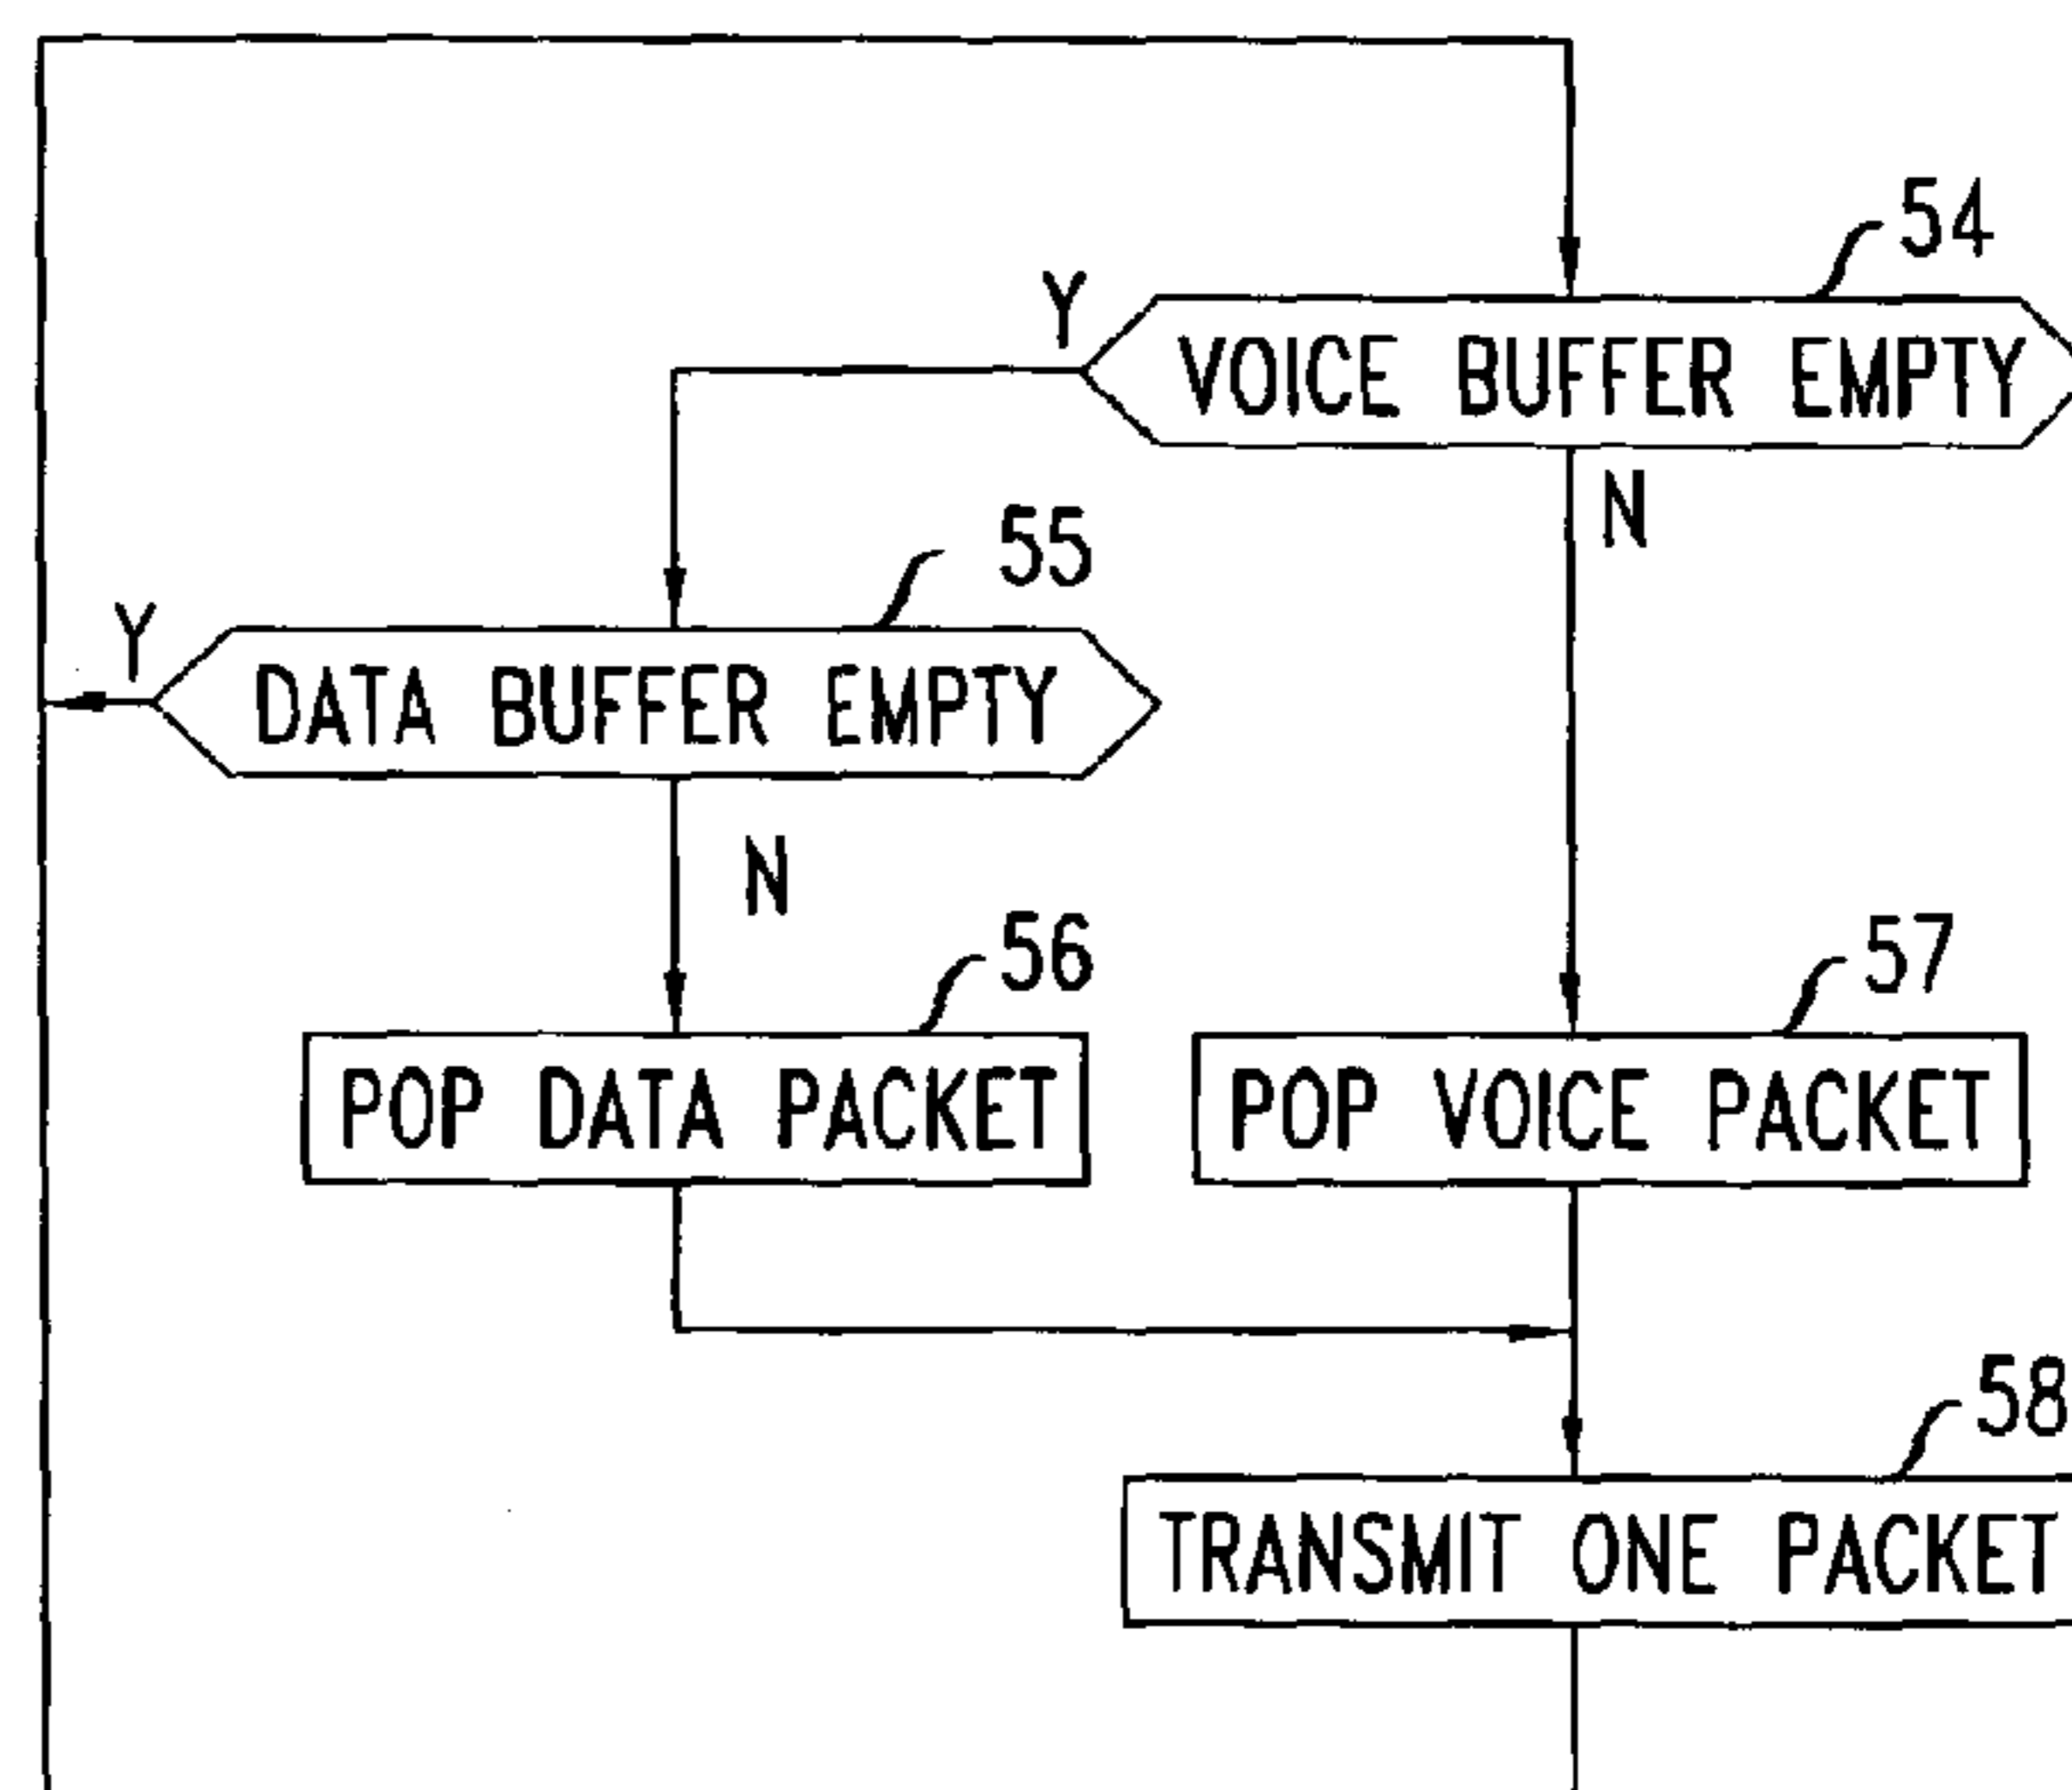 54
Y
VOICE BUFFER EMPTY
N
55
Y
DATA BUFFER EMPTY
N
56
57
POP DATA PACKET
POP VOICE PACKET
58
TRANSMIT ONE PACKET